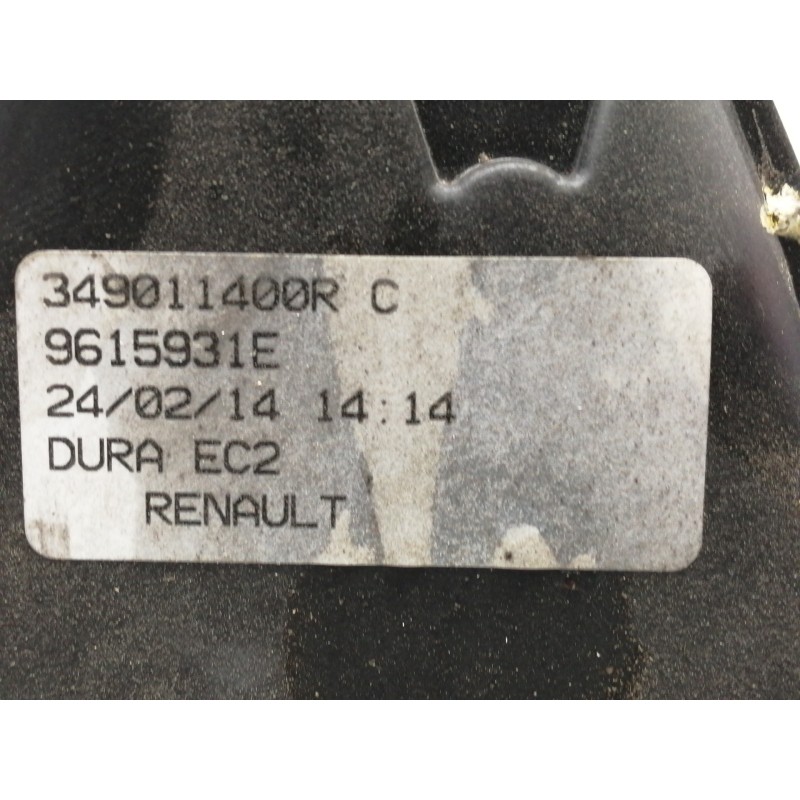 349011400R C
9615931E
24/02/14 14:14
DURA EC2
RENAULT